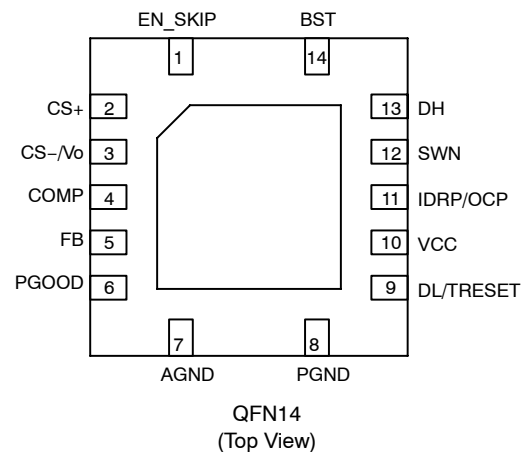 EN_SKIP BST
1 14
CS+ 2 13 DH
CS−/Vo 3 12 SWN
COMP 4 11 IDRP/OCP
FB 5 10 VCC
PGOOD 6 9 DL/TRESET
7 8
AGND PGND
QFN14
(Top View)